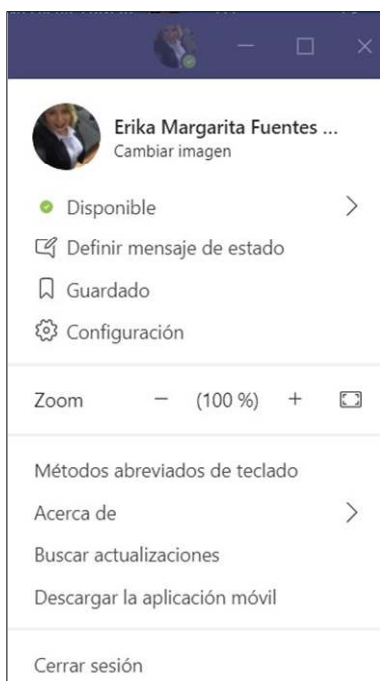 Erika Margarita Fuentes ...
Cambiar imagen
Disponible
Definir mensaje de estado
Guardado
Configuración
Zoom − (100 %) +
Métodos abreviados de teclado
Acerca de
Buscar actualizaciones
Descargar la aplicación móvil
Cerrar sesión